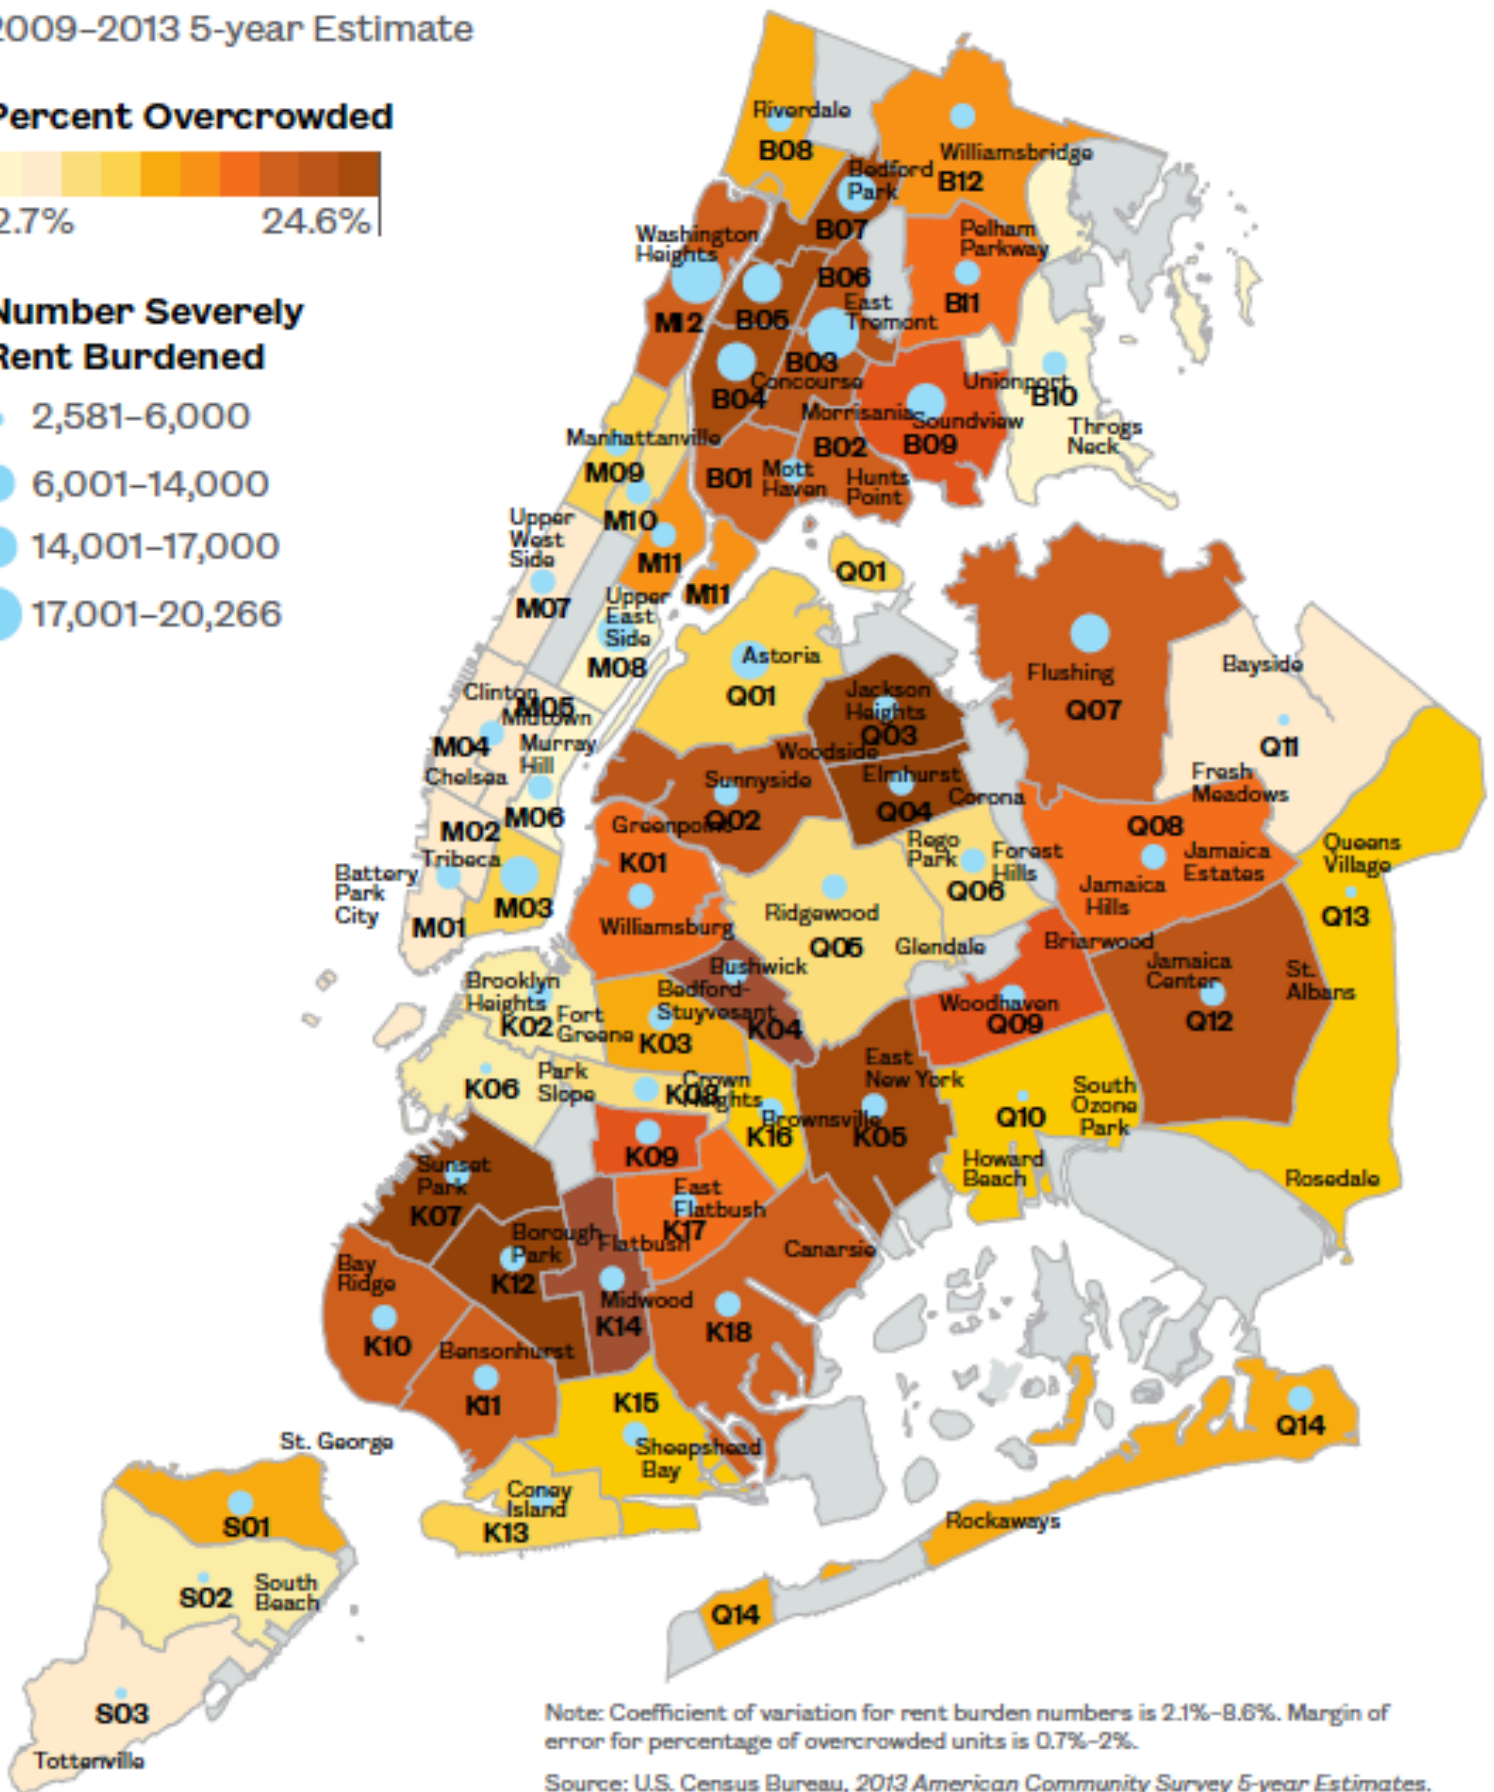 2009–2013 5-year Estimate
Percent Overcrowded
2.7%
24.6%
Number Severely
Rent Burdened
2,581–6,000
6,001–14,000
14,001–17,000
17,001–20,266
Riverdale
B08
Williamsbridge
B12
Bedford
Park
B07
Washington
Heights
M12
Pelham
Parkway
B11
B06
East
Tremont
B05
B03
Concourse
B04
Unionport
B10
Throgs
Neck
Morrisania
Soundview
B09
B02
B01
Mott
Haven
Hunts
Point
Manhattanville
M09
M10
M11
M11
Upper
West
Side
M07
Upper
East
Side
M08
Q01
Astoria
Q01
Flushing
Q07
Bayside
Q11
Fresh
Meadows
Clinton
M05
Midtown
M04
Murray
Hill
Chelsea
M06
M02
Tribeca
Battery
Park
City
M01
M03
Jackson
Heights
Q03
Woodside
Sunnyside
Q02
Elmhurst
Q04
Corona
Greenpoint
K01
Williamsburg
Rego
Park
Forest
Hills
Q06
Q08
Jamaica
Estates
Jamaica
Hills
Queens
Village
Q13
Ridgewood
Q05
Glendale
Briarwood
Jamaica
Center
Q12
St.
Albans
Woodhaven
Q09
Bushwick
Bedford-
Stuyvesant
K04
K03
Brooklyn
Heights
K02
Fort
Greene
K06
Park
Slope
Crown
Heights
K08
Brownsville
K16
East
New York
K05
K09
Q10
South
Ozone
Park
Howard
Beach
Rosedale
Sunset
Park
K07
East
Flatbush
K17
Borough
Park
K12
Flatbush
Canarsie
Bay
Ridge
K10
Midwood
K14
K18
Bensonhurst
K11
K15
Sheepshead
Bay
Coney
Island
K13
Q14
Rockaways
Q14
St. George
S01
S02
South
Beach
S03
Tottenville
Note: Coefficient of variation for rent burden numbers is 2.1%–8.6%. Margin of
error for percentage of overcrowded units is 0.7%–2%.
Source: U.S. Census Bureau, 2013 American Community Survey 5-year Estimates.